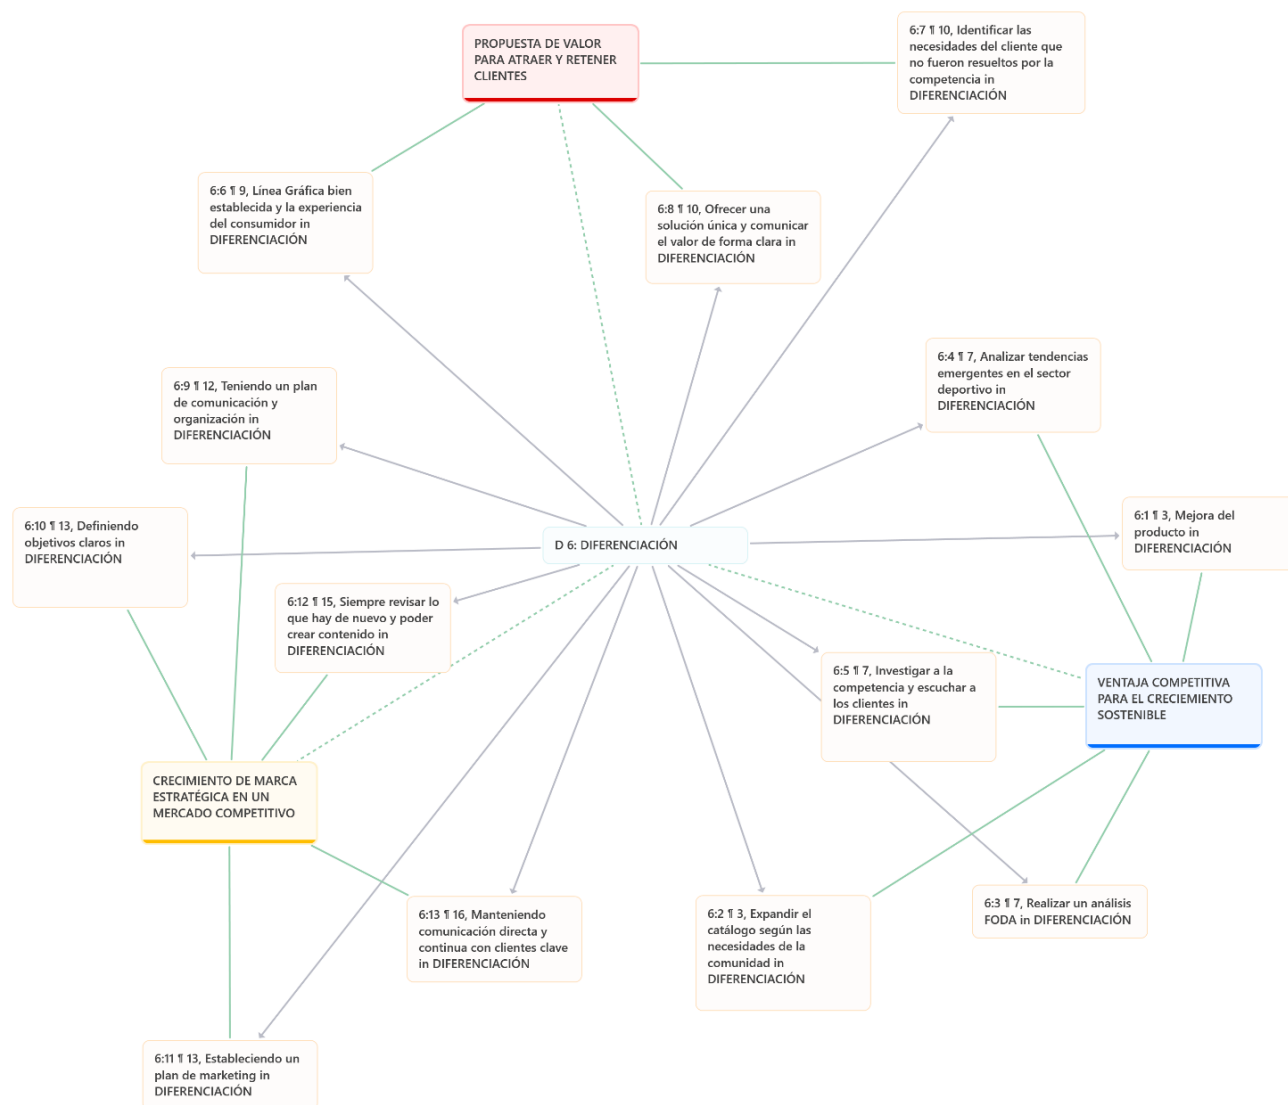 PROPUESTA DE VALOR
PARA ATRAER Y RETENER
CLIENTES
6:7 ¶ 10, Identificar las
necesidades del cliente que
no fueron resueltos por la
competencia in
DIFERENCIACIÓN
6:6 ¶ 9, Línea Gráfica bien
establecida y la experiencia
del consumidor in
DIFERENCIACIÓN
6:8 ¶ 10, Ofrecer una
solución única y comunicar
el valor de forma clara in
DIFERENCIACIÓN
6:4 ¶ 7, Analizar tendencias
emergentes en el sector
deportivo in
DIFERENCIACIÓN
6:9 ¶ 12, Teniendo un plan
de comunicación y
organización in
DIFERENCIACIÓN
6:10 ¶ 13, Definiendo
objetivos claros in
DIFERENCIACIÓN
D 6: DIFERENCIACIÓN
6:1 ¶ 3, Mejora del
producto in
DIFERENCIACIÓN
6:12 ¶ 15, Siempre revisar lo
que hay de nuevo y poder
crear contenido in
DIFERENCIACIÓN
6:5 ¶ 7, Investigar a la
competencia y escuchar a
los clientes in
DIFERENCIACIÓN
VENTAJA COMPETITIVA
PARA EL CRECIEMIENTO
SOSTENIBLE
CRECIMIENTO DE MARCA
ESTRATÉGICA EN UN
MERCADO COMPETITIVO
6:13 ¶ 16, Manteniendo
comunicación directa y
continua con clientes clave
in DIFERENCIACIÓN
6:2 ¶ 3, Expandir el
catálogo según las
necesidades de la
comunidad in
DIFERENCIACIÓN
6:3 ¶ 7, Realizar un análisis
FODA in DIFERENCIACIÓN
6:11 ¶ 13, Estableciendo un
plan de marketing in
DIFERENCIACIÓN